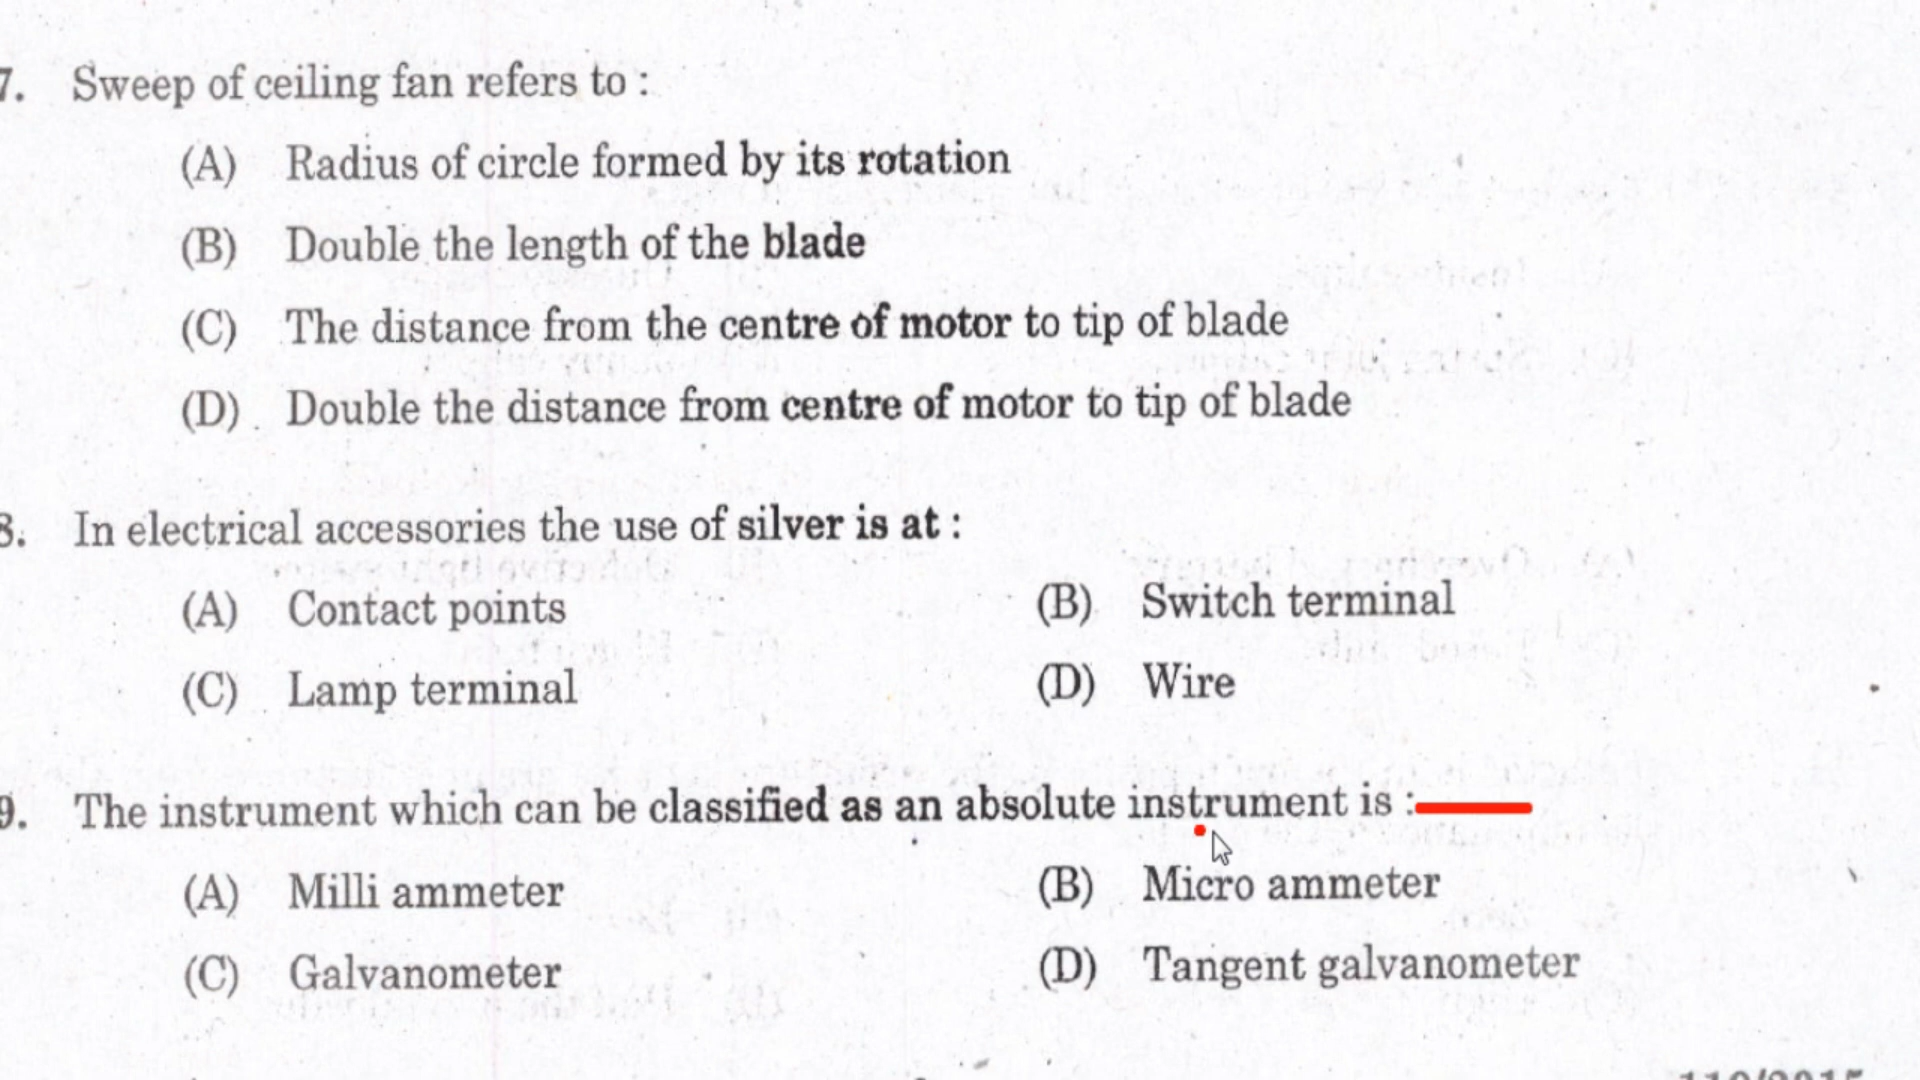 7. Sweep of ceiling fan refers to :
(A) Radius of circle formed by its rotation
(B) Double the length of the blade
(C) The distance from the centre of motor to tip of blade
(D) Double the distance from centre of motor to tip of blade
8. In electrical accessories the use of silver is at :
(A) Contact points (B) Switch terminal
(C) Lamp terminal (D) Wire
9. The instrument which can be classified as an absolute instrument is :
(A) Milli ammeter (B) Micro ammeter
(C) Galvanometer (D) Tangent galvanometer